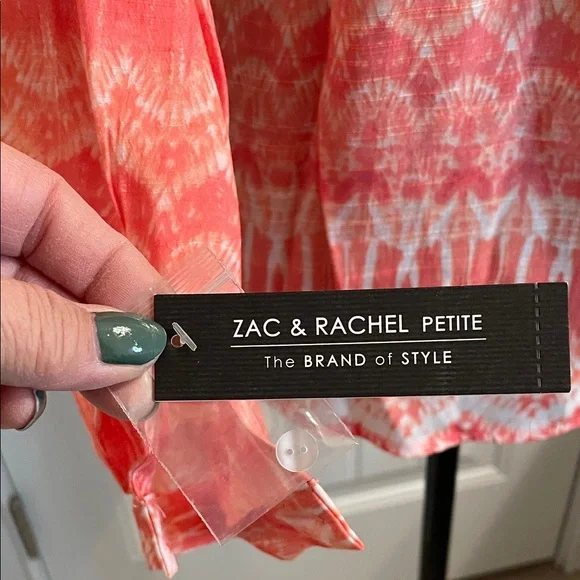 ZAC & RACHEL PETITE
The BRAND of STYLE